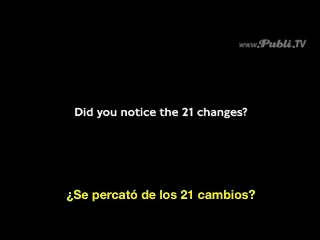 www.Publi.TV
Did you notice the 21 changes?
¿Se percató de los 21 cambios?